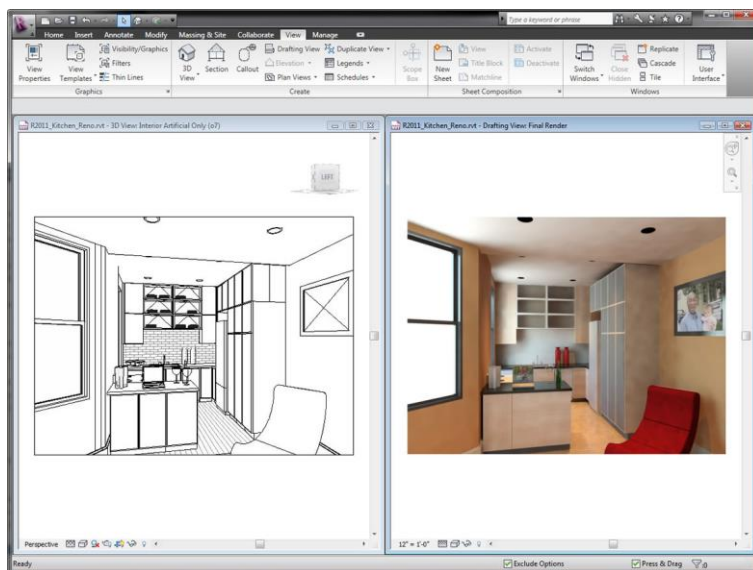 Type a keyword or phrase
Home Insert Annotate Modify Massing & Site Collaborate View Manage
View Properties
View Templates
Visibility/Graphics
Filters
Thin Lines
Graphics
3D View
Section
Callout
Drafting View
Elevation
Plan Views
Duplicate View
Legends
Schedules
Create
Scope Box
New Sheet
View
Title Block
Matchline
Activate
Deactivate
Sheet Composition
Switch Windows
Close Hidden
Replicate
Cascade
Tile
Windows
User Interface
R2011_Kitchen_Reno.rvt - 3D View: Interior Artificial Only (o7)
LEFT
Perspective
R2011_Kitchen_Reno.rvt - Drafting View: Final Render
12" = 1'-0"
Ready
Exclude Options
Press & Drag
:0